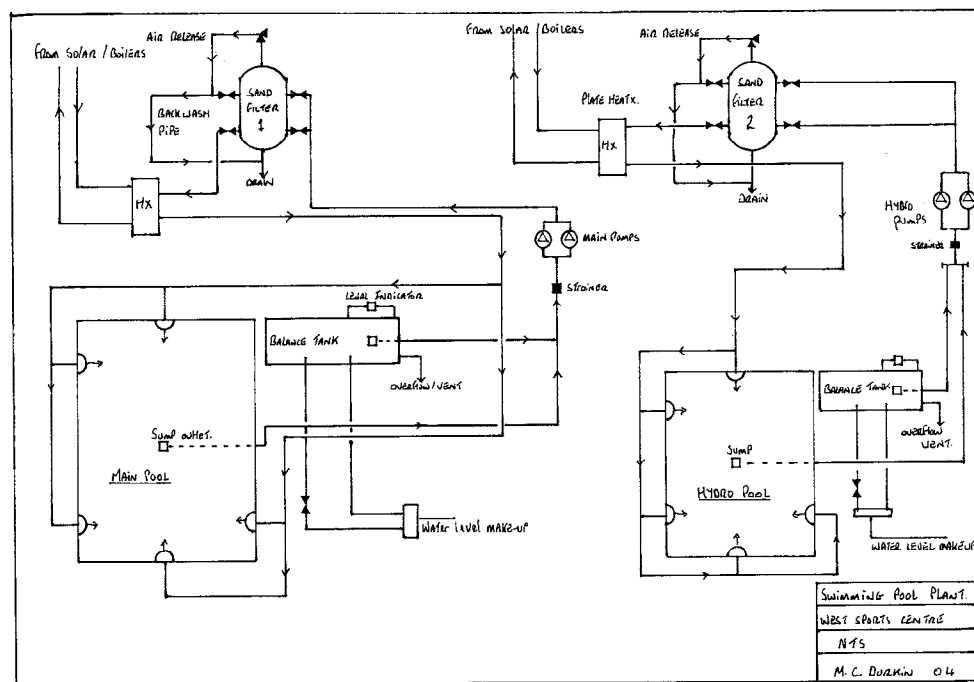 FROM SOLAR / BOILERS
AIR RELEASE
SAND
FILTER
1
BACKWASH
PIPE
DRAIN
HX
MAIN PUMPS
STRAINER
LEVAL INDICATOR
BALANCE TANK
OVERFLOW/VENT
SUMP OUTLET.
MAIN POOL
WATER LEVEL MAKE-UP
FROM SOLAR / BOILERS
AIR RELEASE
PLATE HEATX.
SAND
FILTER
2
HX
DRAIN
HYDRO
PUMPS
STRAINER
BALANCE TANK
OVERFLOW
VENT.
SUMP
HYDRO POOL
WATER LEVEL MAKEUP
SWIMMING POOL PLANT.
WEST SPORTS CENTRE
NTS
M.C. DURKIN 04